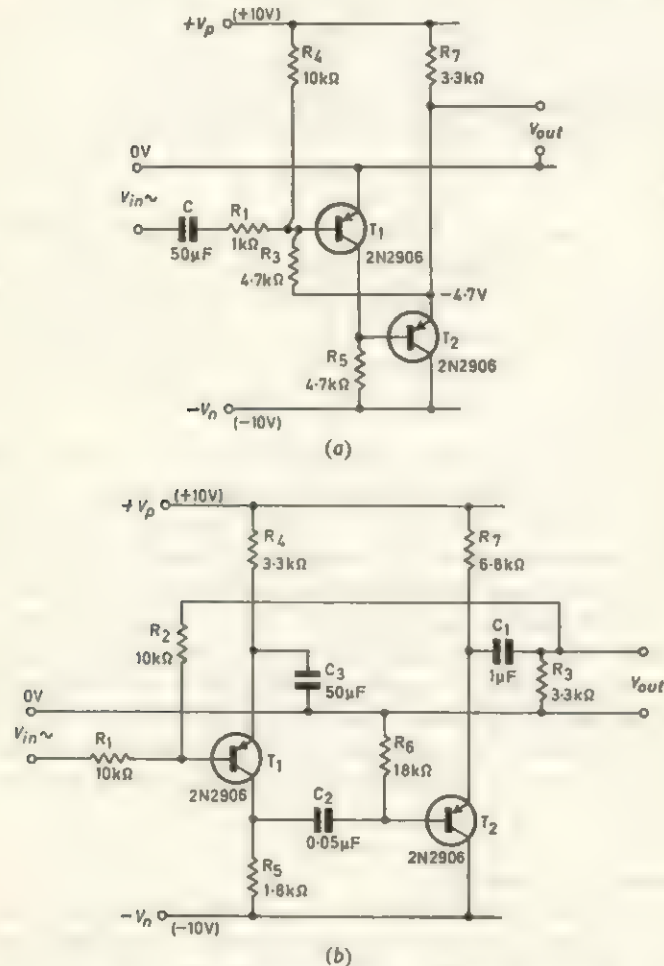 +Vp (+10V)
R4
10kΩ
R7
3·3kΩ
Vout
0V
Vin~
C
50µF
R1
1kΩ
R3
4·7kΩ
T1
2N2906
-4·7V
T2
2N2906
R5
4·7kΩ
-Vn (-10V)
(a)
+Vp (+10V)
R4
3·3kΩ
R7
6·8kΩ
R2
10kΩ
C3
50µF
C1
1µF
R3
3·3kΩ
Vout
0V
Vin~
R1
10kΩ
T1
2N2906
R6
18kΩ
C2
0·05µF
T2
2N2906
R5
1·8kΩ
-Vn (-10V)
(b)